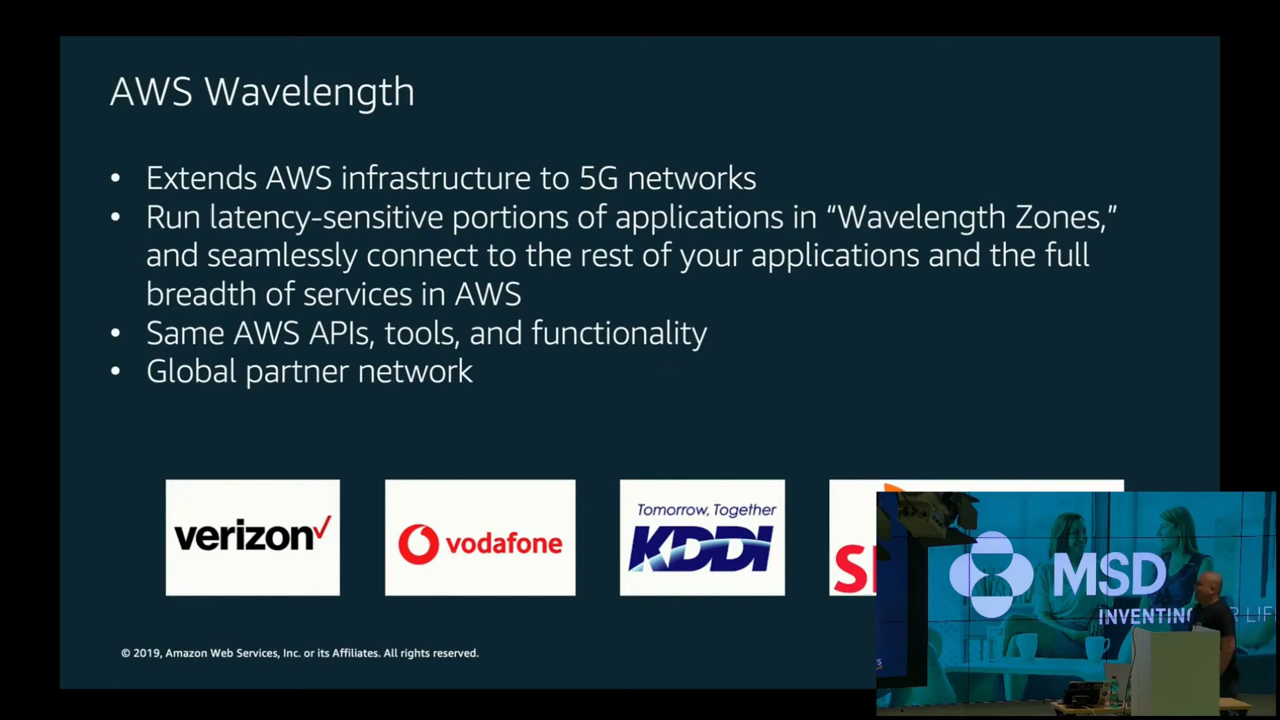 AWS Wavelength
• Extends AWS infrastructure to 5G networks
• Run latency-sensitive portions of applications in “Wavelength Zones,”
and seamlessly connect to the rest of your applications and the full
breadth of services in AWS
• Same AWS APIs, tools, and functionality
• Global partner network
verizon
vodafone
Tomorrow, Together
KDDI
MSD
INVENTING
© 2019, Amazon Web Services, Inc. or its Affiliates. All rights reserved.